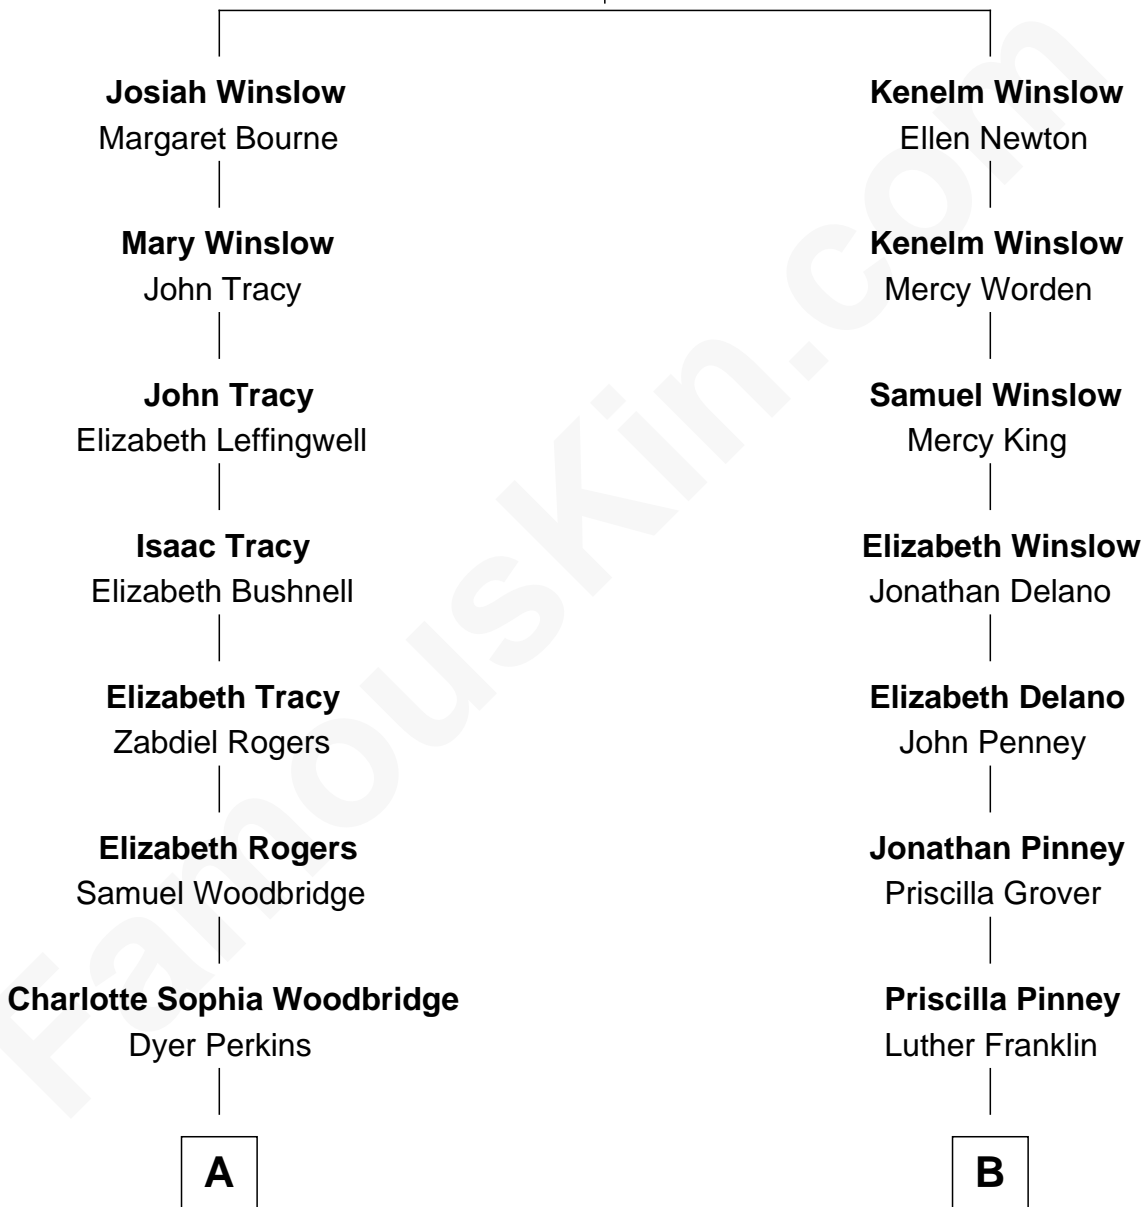 Josiah Winslow
Margaret Bourne
Mary Winslow
John Tracy
John Tracy
Elizabeth Leffingwell
Isaac Tracy
Elizabeth Bushnell
Elizabeth Tracy
Zabdiel Rogers
Elizabeth Rogers
Samuel Woodbridge
Charlotte Sophia Woodbridge
Dyer Perkins
A
Kenelm Winslow
Ellen Newton
Kenelm Winslow
Mercy Worden
Samuel Winslow
Mercy King
Elizabeth Winslow
Jonathan Delano
Elizabeth Delano
John Penney
Jonathan Pinney
Priscilla Grover
Priscilla Pinney
Luther Franklin
B
FamousKin.com